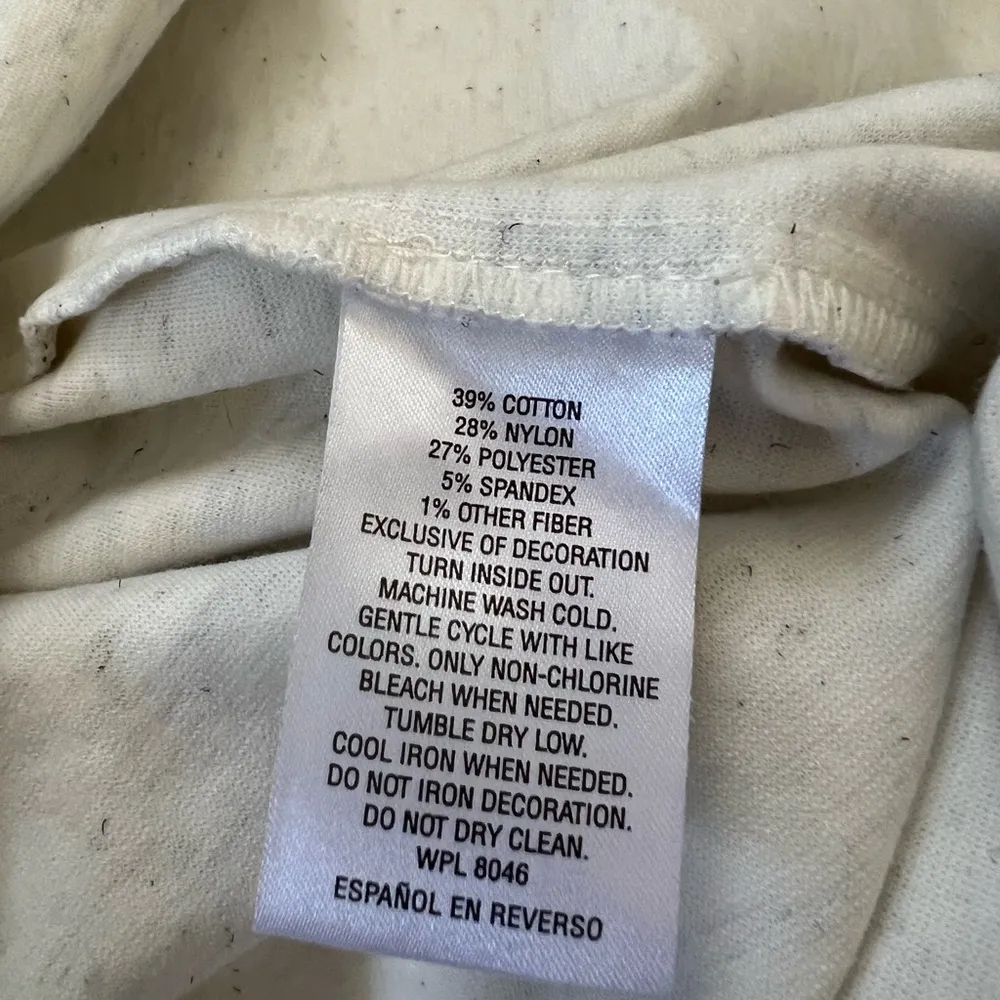 39% COTTON
28% NYLON
27% POLYESTER
5% SPANDEX
1% OTHER FIBER
EXCLUSIVE OF DECORATION
TURN INSIDE OUT.
MACHINE WASH COLD.
GENTLE CYCLE WITH LIKE
COLORS. ONLY NON-CHLORINE
BLEACH WHEN NEEDED.
TUMBLE DRY LOW.
COOL IRON WHEN NEEDED.
DO NOT IRON DECORATION.
DO NOT DRY CLEAN.
WPL 8046
ESPAÑOL EN REVERSO